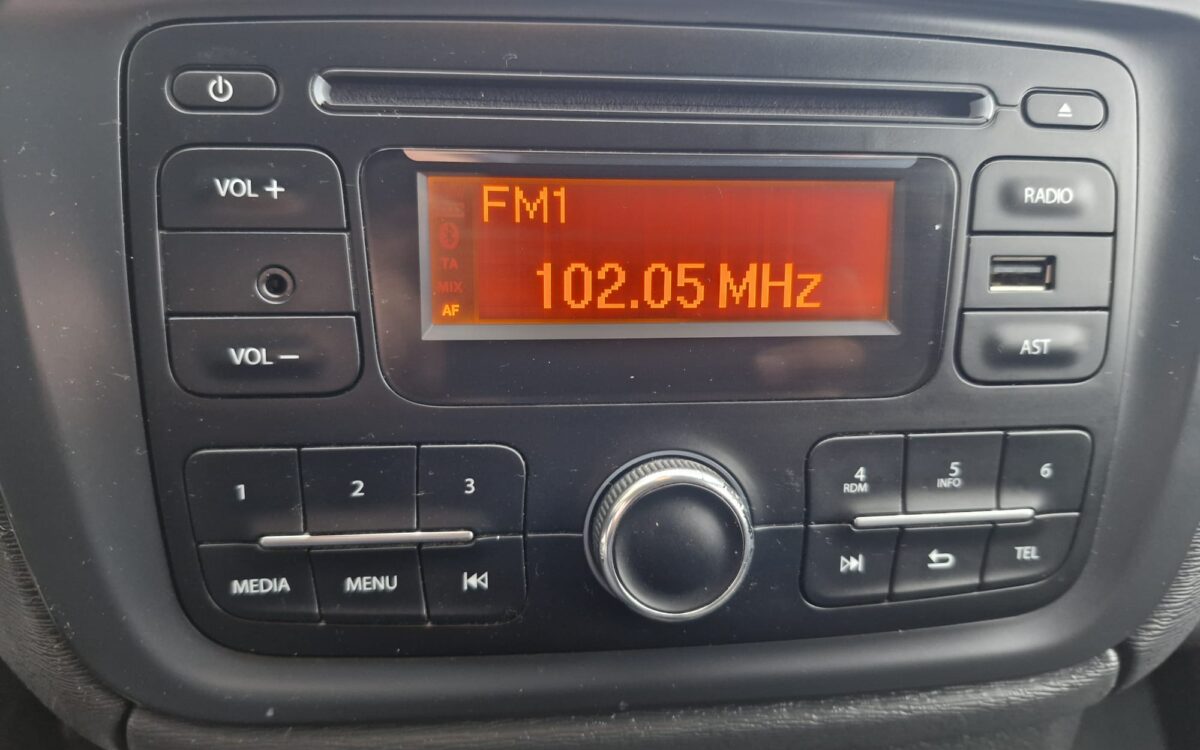 VOL +
RADIO
FM1
TA
MIX
AF
102.05 MHz
VOL –
AST
1
2
3
4
RDM
5
INFO
6
MEDIA
MENU
TEL